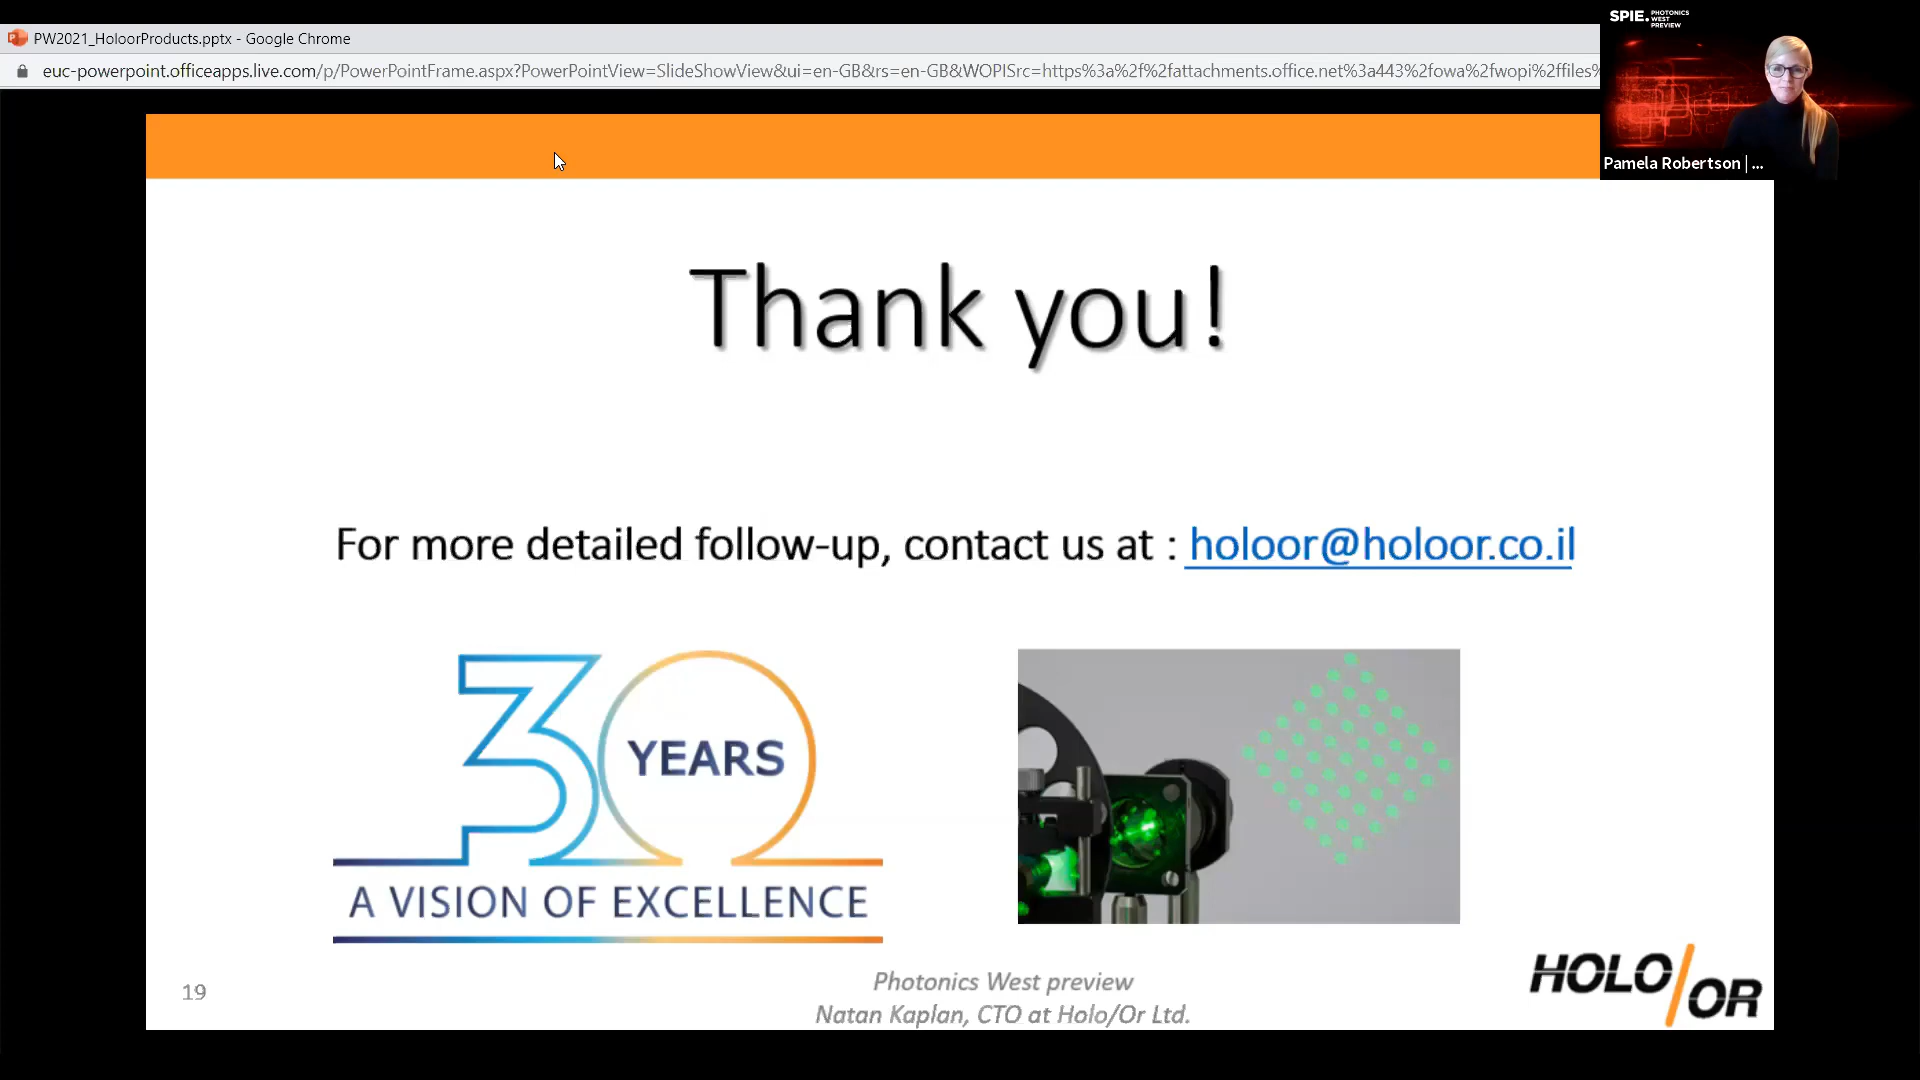 PW2021_HoloorProducts.pptx - Google Chrome
euc-powerpoint.officeapps.live.com/p/PowerPointFrame.aspx?PowerPointView=SlideShowView&ui=en-GB&rs=en-GB&WOPISrc=https%3a%2f%2fattachments.office.net%3a443%2fowa%2fwopi%2ffiles%
SPIE. PHOTONICS
WEST
PREVIEW
Pamela Robertson | ...
Thank you!
For more detailed follow-up, contact us at : holoor@holoor.co.il
30 YEARS
A VISION OF EXCELLENCE
19
Photonics West preview
Natan Kaplan, CTO at Holo/Or Ltd.
HOLO/OR